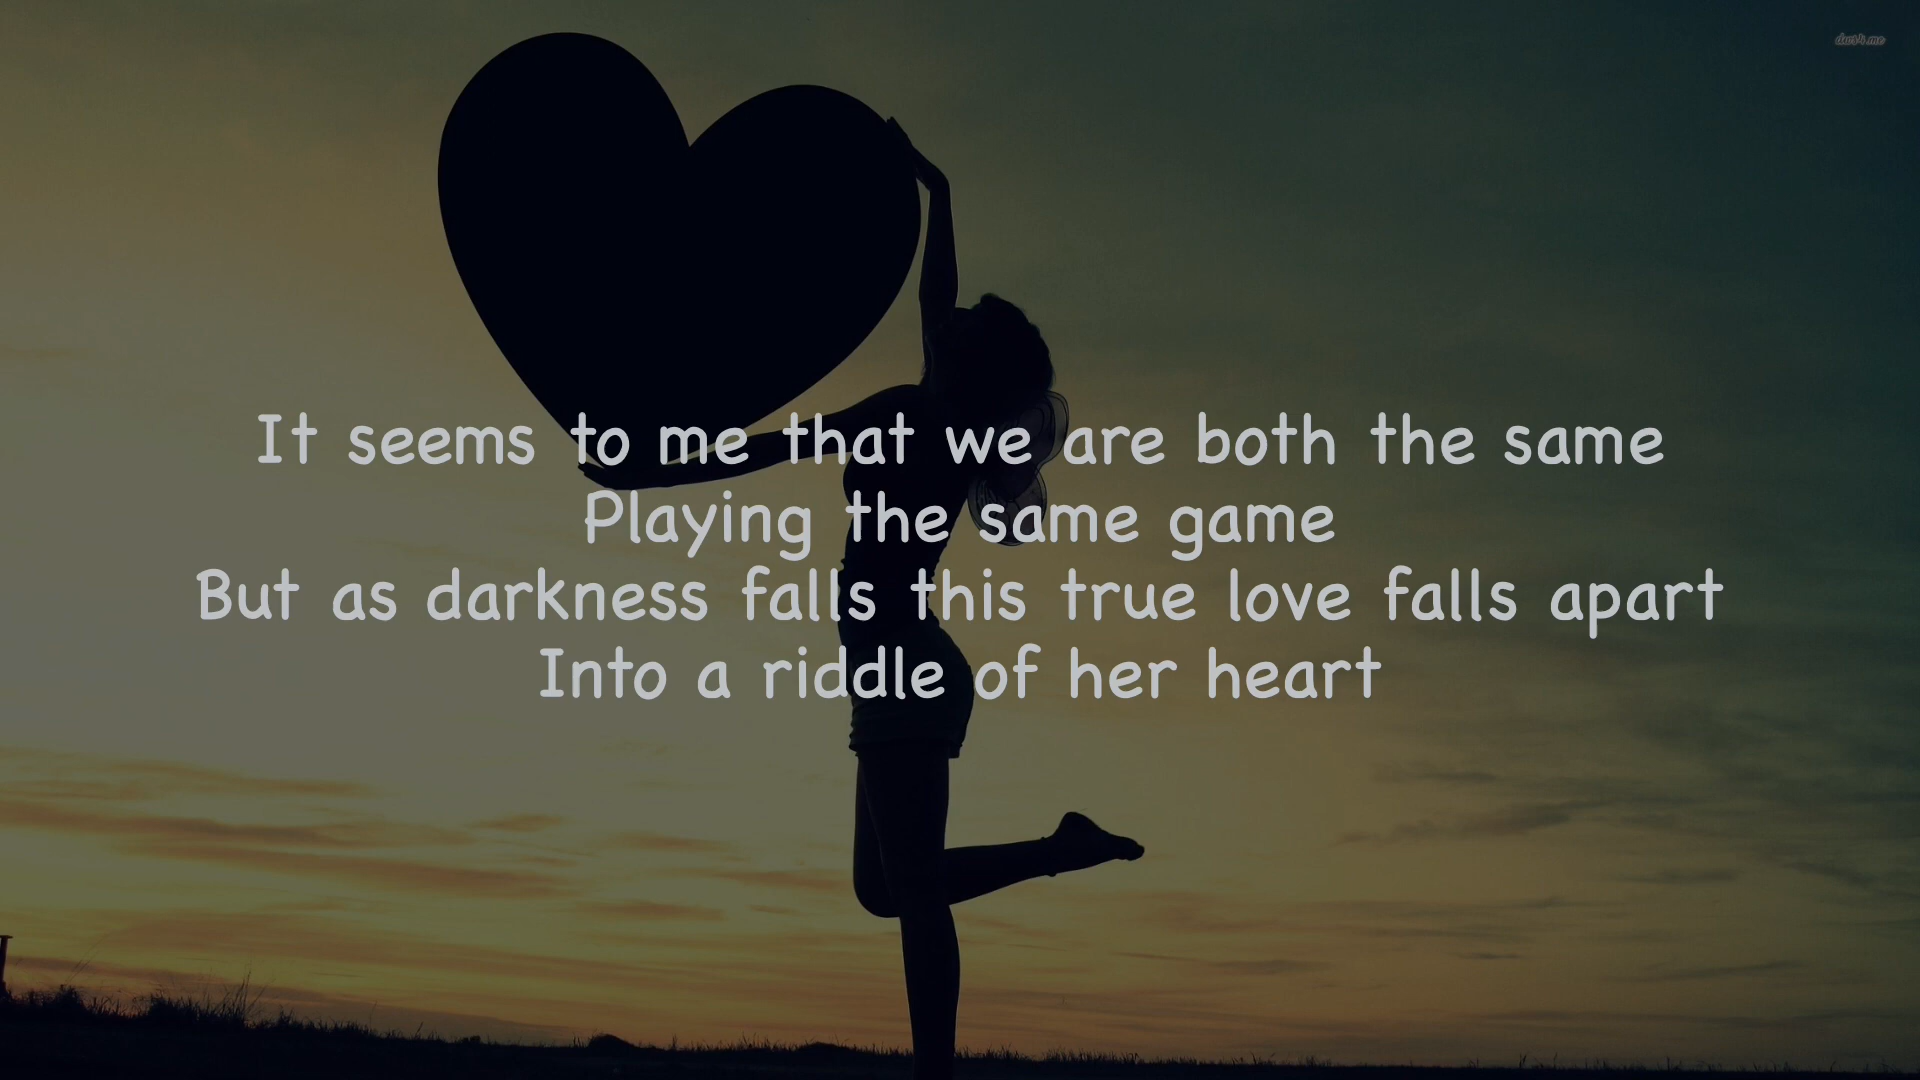 It seems to me that we are both the same
Playing the same game
But as darkness falls this true love falls apart
Into a riddle of her heart